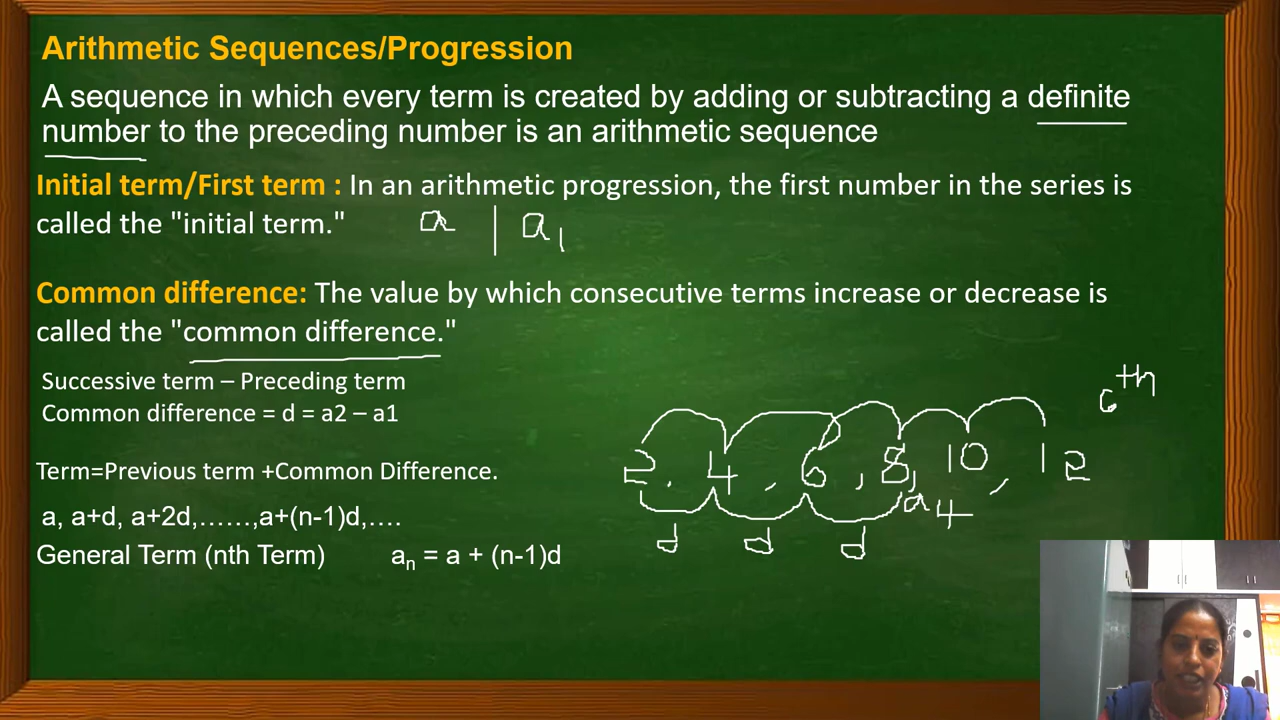 Arithmetic Sequences/Progression
A sequence in which every term is created by adding or subtracting a definite
number to the preceding number is an arithmetic sequence
Initial term/First term : In an arithmetic progression, the first number in the series is
called the "initial term."
a | a1
Common difference: The value by which consecutive terms increase or decrease is
called the "common difference."
Successive term – Preceding term
Common difference = d = a2 – a1
6th
Term=Previous term +Common Difference.
2, 4, 6, 8, 10, 12
a4
a, a+d, a+2d,……,a+(n-1)d,….
d d d
General Term (nth Term) an = a + (n-1)d